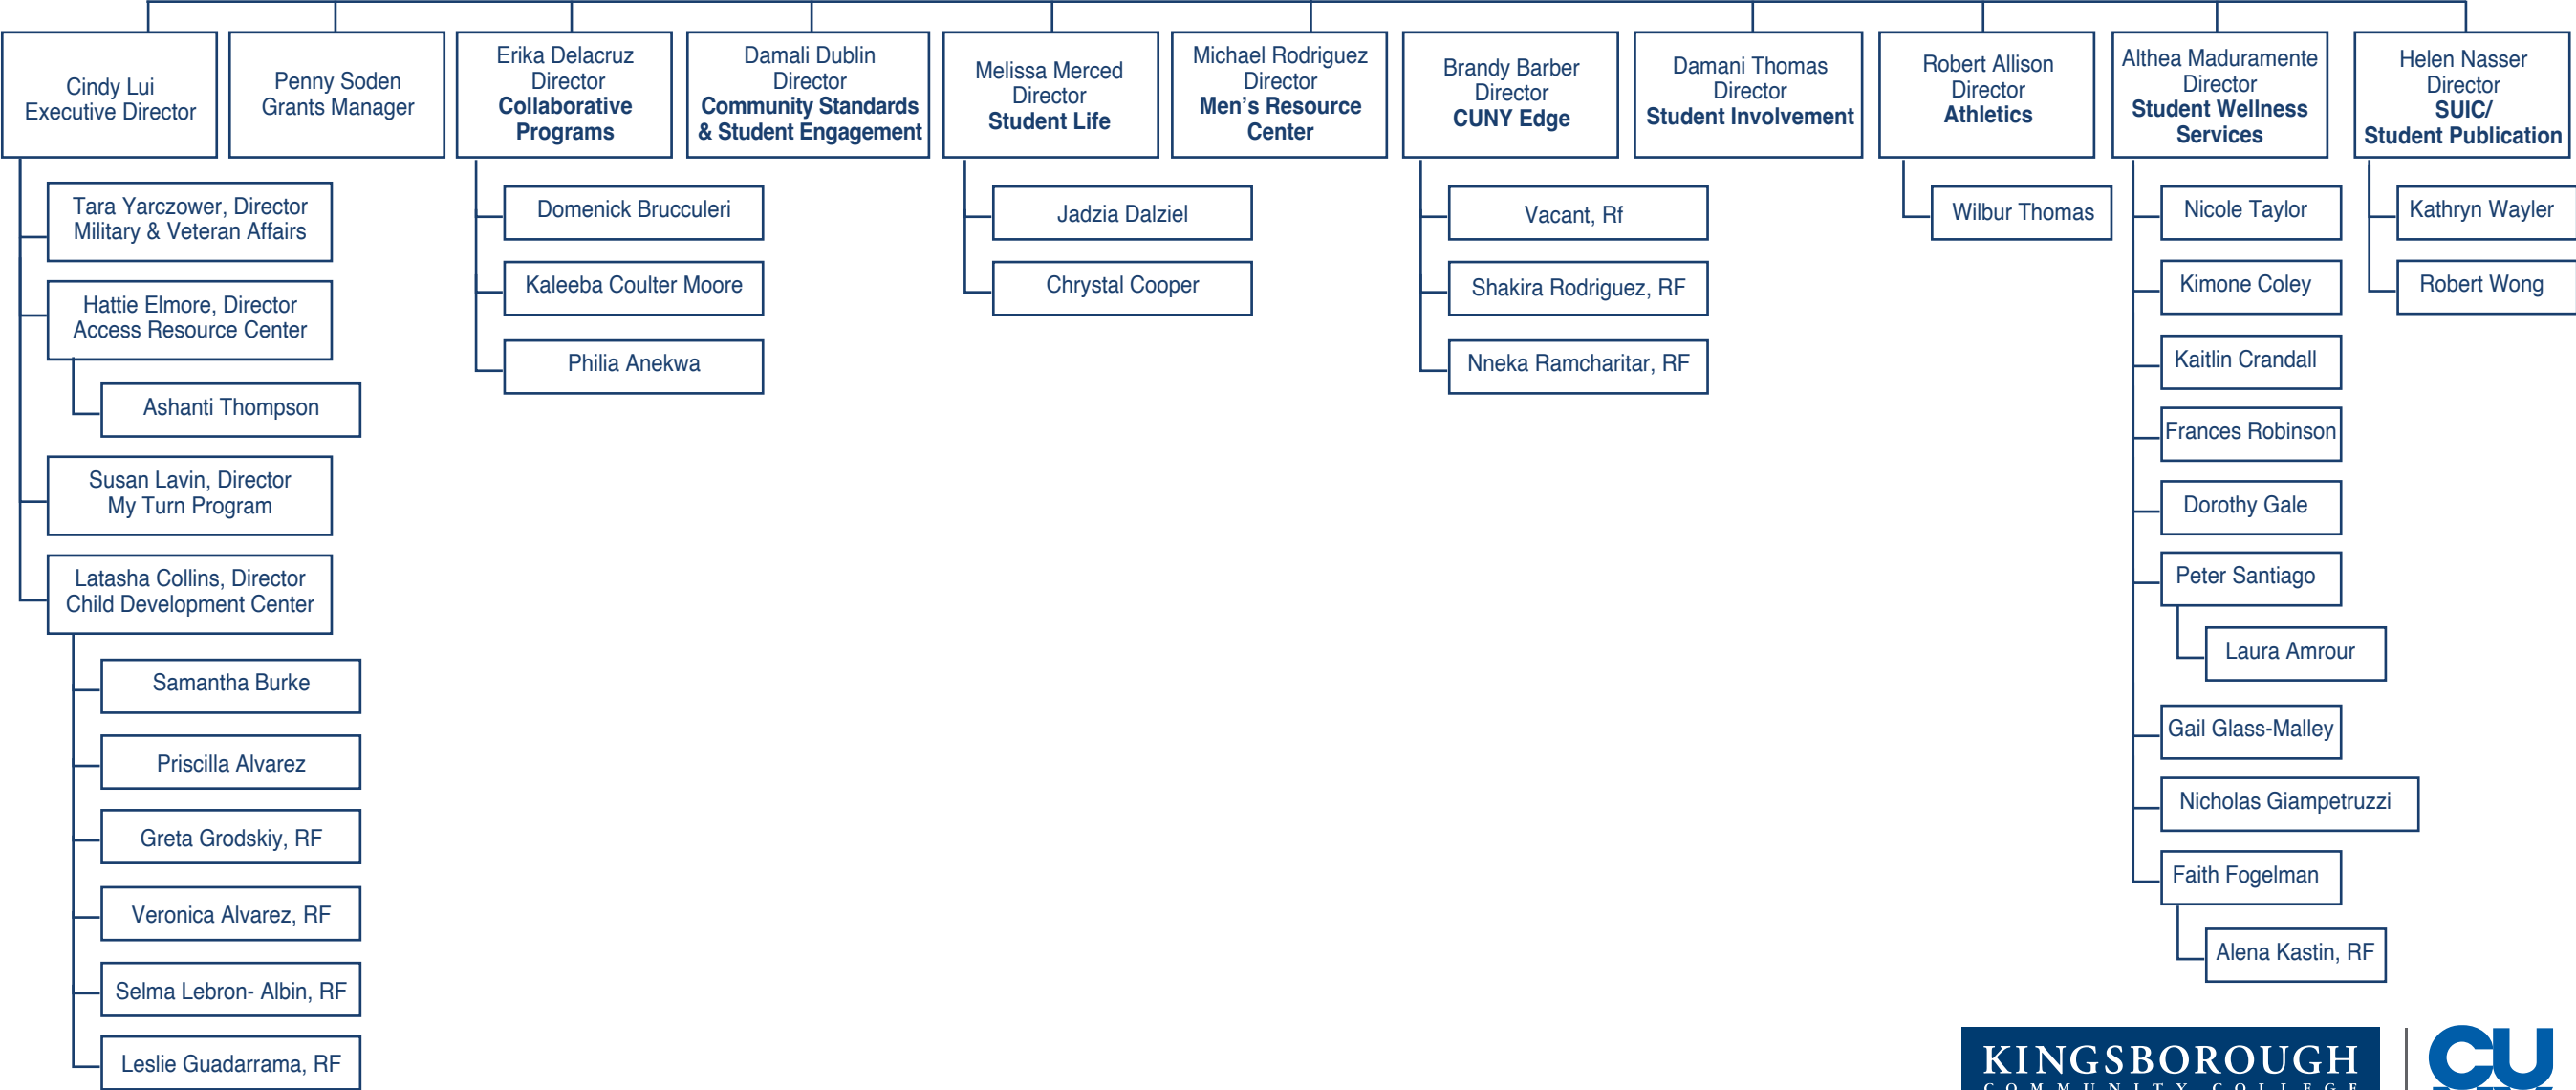 Cindy Lui
Executive Director
Penny Soden
Grants Manager
Erika Delacruz
Director
Collaborative
Programs
Damali Dublin
Director
Community Standards
& Student Engagement
Melissa Merced
Director
Student Life
Michael Rodriguez
Director
Men’s Resource
Center
Brandy Barber
Director
CUNY Edge
Damani Thomas
Director
Student Involvement
Robert Allison
Director
Athletics
Althea Maduramente
Director
Student Wellness
Services
Helen Nasser
Director
SUIC/
Student Publication
Tara Yarczower, Director
Military & Veteran Affairs
Hattie Elmore, Director
Access Resource Center
Ashanti Thompson
Susan Lavin, Director
My Turn Program
Latasha Collins, Director
Child Development Center
Samantha Burke
Priscilla Alvarez
Greta Grodskiy, RF
Veronica Alvarez, RF
Selma Lebron- Albin, RF
Leslie Guadarrama, RF
Domenick Brucculeri
Kaleeba Coulter Moore
Philia Anekwa
Jadzia Dalziel
Chrystal Cooper
Vacant, Rf
Shakira Rodriguez, RF
Nneka Ramcharitar, RF
Wilbur Thomas
Nicole Taylor
Kimone Coley
Kaitlin Crandall
Frances Robinson
Dorothy Gale
Peter Santiago
Laura Amrour
Gail Glass-Malley
Nicholas Giampetruzzi
Faith Fogelman
Alena Kastin, RF
Kathryn Wayler
Robert Wong
KINGSBOROUGH
COMMUNITY COLLEGE
CU